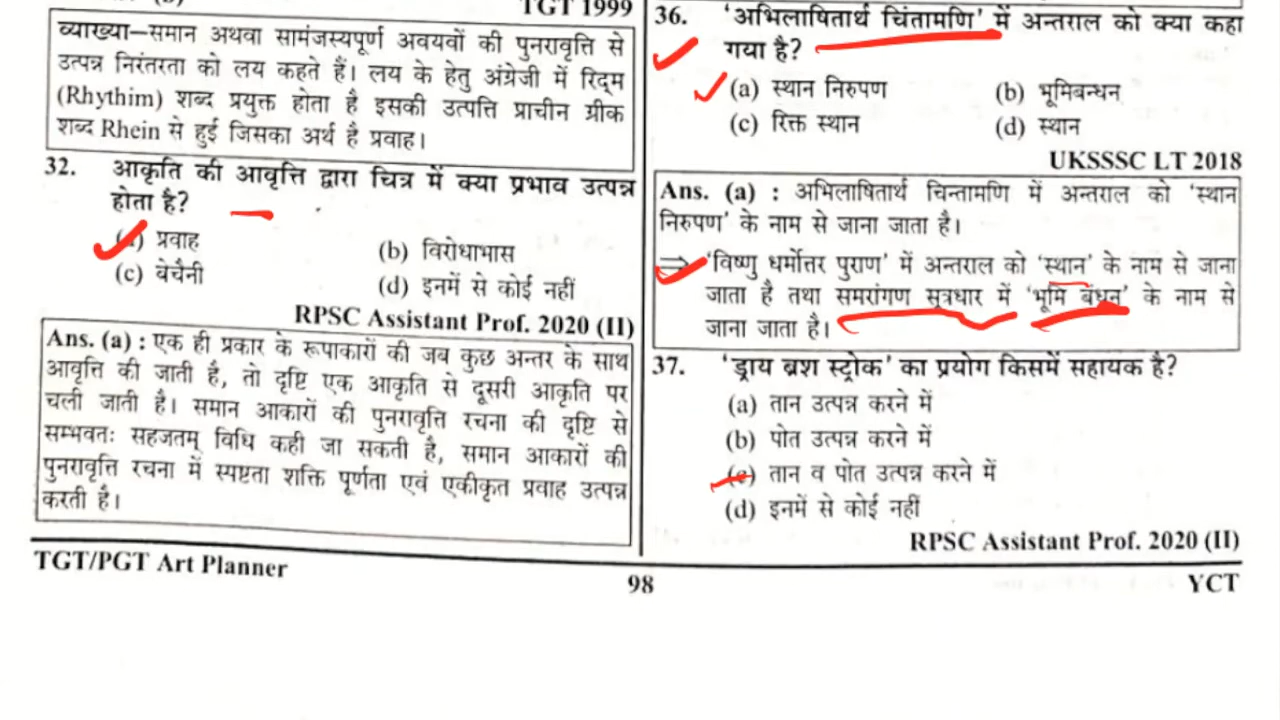 TGT 1999
व्याख्या–समान अथवा सामंजस्यपूर्ण अवयवों की पुनरावृत्ति से
उत्पन्न निरंतरता को लय कहते हैं। लय के हेतु अंग्रेजी में रिद्म
(Rhythim) शब्द प्रयुक्त होता है इसकी उत्पत्ति प्राचीन ग्रीक
शब्द Rhein से हुई जिसका अर्थ है प्रवाह।
32. आकृति की आवृत्ति द्वारा चित्र में क्या प्रभाव उत्पन्न
होता है?
प्रवाह
(b) विरोधाभास
(c) बेचैनी
(d) इनमें से कोई नहीं
RPSC Assistant Prof. 2020 (II)
Ans. (a) : एक ही प्रकार के रूपाकारों की जब कुछ अन्तर के साथ
आवृत्ति की जाती है, तो दृष्टि एक आकृति से दूसरी आकृति पर
चली जाती है। समान आकारों की पुनरावृत्ति रचना की दृष्टि से
सम्भवतः सहजतम् विधि कही जा सकती है, समान आकारों की
पुनरावृत्ति रचना में स्पष्टता शक्ति पूर्णता एवं एकीकृत प्रवाह उत्पन्न
करती है।
36. 'अभिलाषितार्थ चिंतामणि' में अन्तराल को क्या कहा
गया है?
(a) स्थान निरुपण
(b) भूमिबन्धन
(c) रिक्त स्थान
(d) स्थान
UKSSSC LT 2018
Ans. (a) : अभिलाषितार्थ चिन्तामणि में अन्तराल को 'स्थान
निरुपण' के नाम से जाना जाता है।
⇒ 'विष्णु धर्मोत्तर पुराण' में अन्तराल को 'स्थान' के नाम से जाना
जाता है तथा समरांगण सूत्रधार में 'भूमि बंधन' के नाम से
जाना जाता है।
37. 'ड्राय ब्रश स्ट्रोक' का प्रयोग किसमें सहायक है?
(a) तान उत्पन्न करने में
(b) पोत उत्पन्न करने में
(c) तान व पोत उत्पन्न करने में
(d) इनमें से कोई नहीं
RPSC Assistant Prof. 2020 (II)
TGT/PGT Art Planner
98
YCT